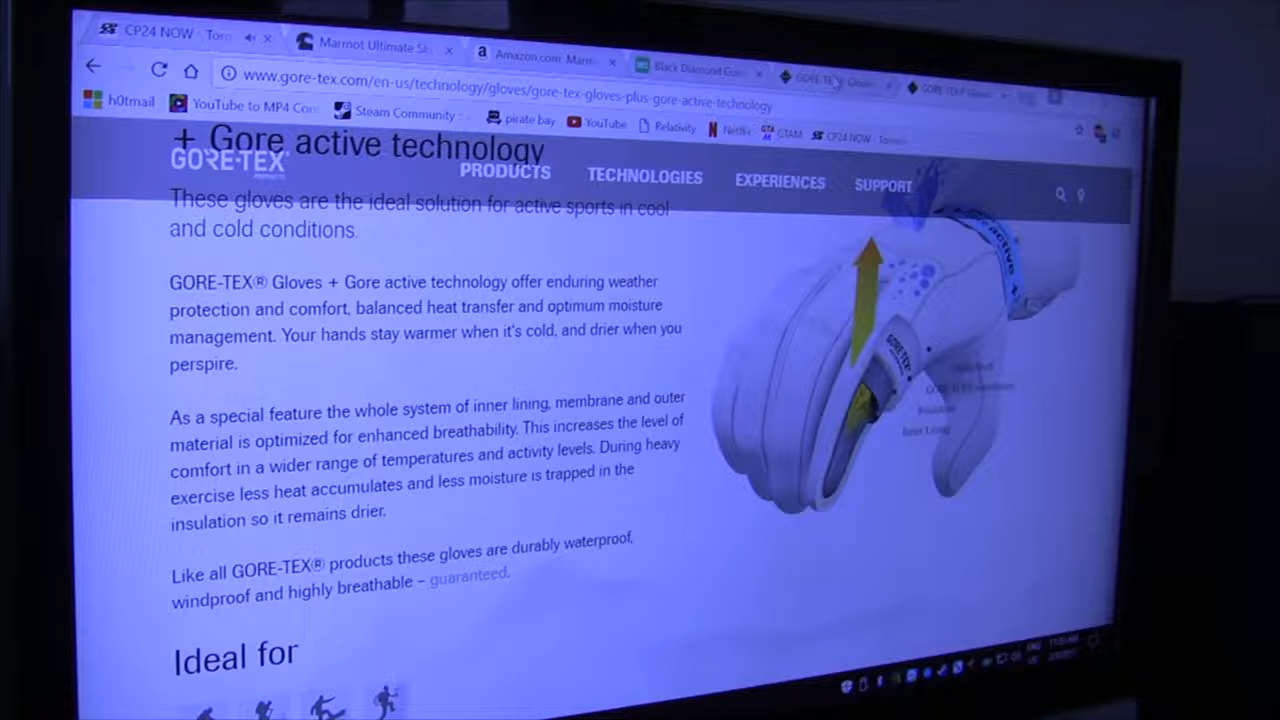 CP24 NOW
Marmot Ultimate
Amazon.com: Marm
Black Diamond
www.gore-tex.com/en-us/technology/gloves/gore-tex-gloves-plus-gore-active-technology
h0tmail
YouTube to MP4
Steam Community
pirate bay
YouTube
Relativity
Netflix
GTAM
CP24 NOW
+ Gore active technology
GORE-TEX
PRODUCTS
TECHNOLOGIES
EXPERIENCES
SUPPORT
These gloves are the ideal solution for active sports in cool
and cold conditions.
GORE-TEX® Gloves + Gore active technology offer enduring weather
protection and comfort, balanced heat transfer and optimum moisture
management. Your hands stay warmer when it's cold, and drier when you
perspire.
As a special feature the whole system of inner lining, membrane and outer
material is optimized for enhanced breathability. This increases the level of
comfort in a wider range of temperatures and activity levels. During heavy
exercise less heat accumulates and less moisture is trapped in the
insulation so it remains drier.
Like all GORE-TEX® products these gloves are durably waterproof,
windproof and highly breathable – guaranteed.
Ideal for
active +
GORE-TEX
Inner Lining
ENG